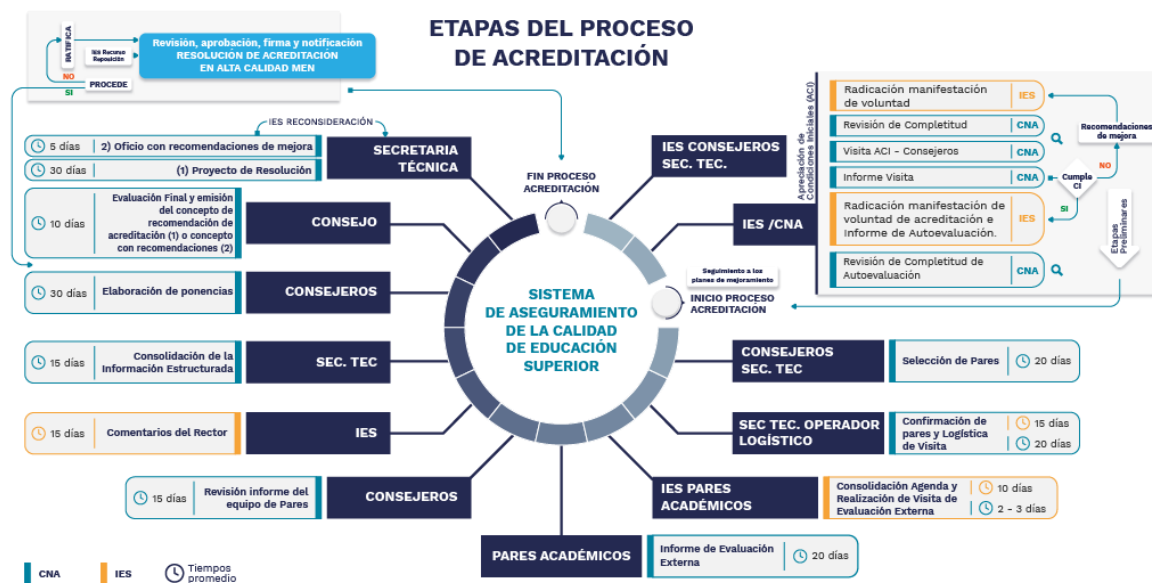 ETAPAS DEL PROCESO
DE ACREDITACIÓN
RATIFICA
IES Recurso
Reposición
Revisión, aprobación, firma y notificación
RESOLUCIÓN DE ACREDITACIÓN
EN ALTA CALIDAD MEN
NO
PROCEDE
SI
IES RECONSIDERACIÓN
5 días
2) Oficio con recomendaciones de mejora
30 días
(1) Proyecto de Resolución
SECRETARIA
TÉCNICA
10 días
Evaluación Final y emisión
del concepto de
recomendación de
acreditación (1) o concepto
con recomendaciones (2)
CONSEJO
30 días
Elaboración de ponencias
CONSEJEROS
15 días
Consolidación de la
Información Estructurada
SEC. TEC
15 días
Comentarios del Rector
IES
15 días
Revisión informe del
equipo de Pares
CONSEJEROS
PARES ACADÉMICOS
Informe de Evaluación
Externa
20 días
FIN PROCESO
ACREDITACIÓN
SISTEMA
DE ASEGURAMIENTO
DE LA CALIDAD
DE EDUCACIÓN
SUPERIOR
Seguimiento a los
planes de mejoramiento
INICIO PROCESO
ACREDITACIÓN
IES CONSEJEROS
SEC. TEC.
IES /CNA
Apreciación de
Condiciones Iniciales (ACI)
Radicación manifestación
de voluntad
IES
Revisión de Completitud
CNA
Visita ACI - Consejeros
CNA
Informe Visita
CNA
Radicación manifestación de
voluntad de acreditación e
Informe de Autoevaluación.
IES
Revisión de Completitud de
Autoevaluación
CNA
Recomendaciones
de mejora
NO
Cumple
CI
SI
Etapas
Preliminares
CONSEJEROS
SEC. TEC
Selección de Pares
20 días
SEC TEC. OPERADOR
LOGÍSTICO
Confirmación de
pares y Logística
de Visita
15 días
20 días
IES PARES
ACADÉMICOS
Consolidación Agenda y
Realización de Visita de
Evaluación Externa
10 días
2 - 3 días
CNA
IES
Tiempos
promedio